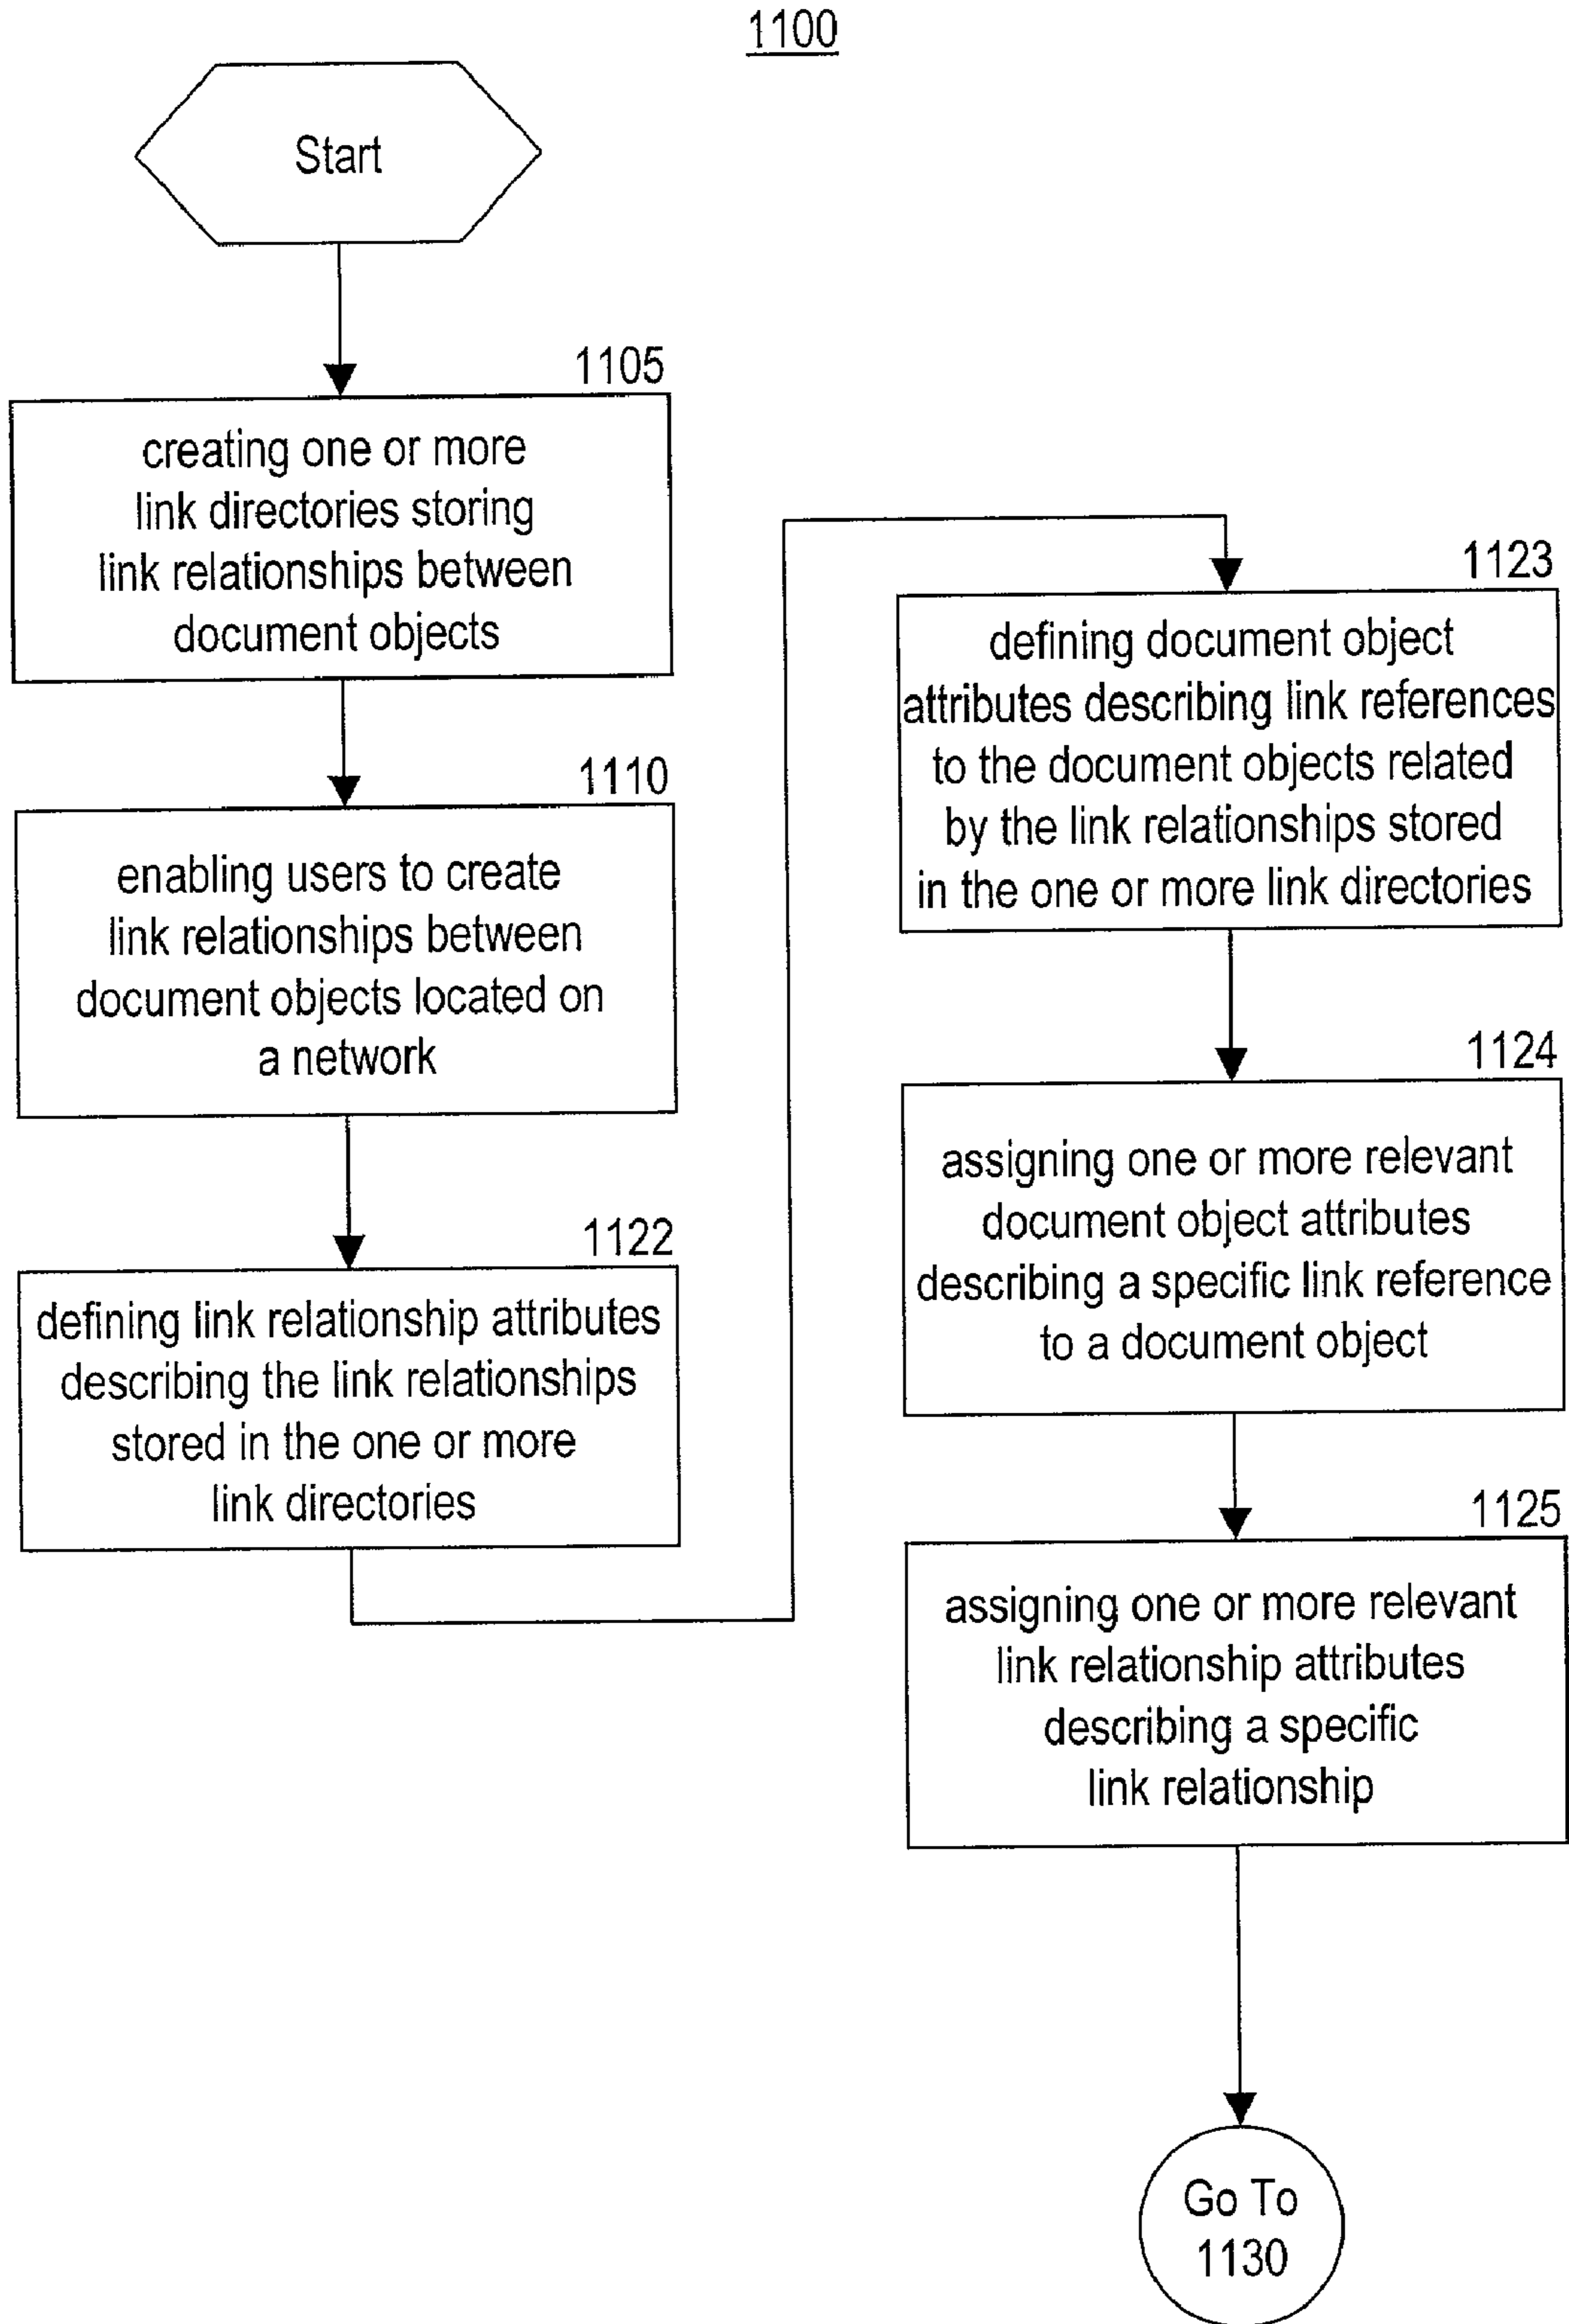 1100
Start
1105
creating one or more
link directories storing
link relationships between
document objects
1110
enabling users to create
link relationships between
document objects located on
a network
1122
defining link relationship attributes
describing the link relationships
stored in the one or more
link directories
1123
defining document object
attributes describing link references
to the document objects related
by the link relationships stored
in the one or more link directories
1124
assigning one or more relevant
document object attributes
describing a specific link reference
to a document object
1125
assigning one or more relevant
link relationship attributes
describing a specific
link relationship
Go To
1130